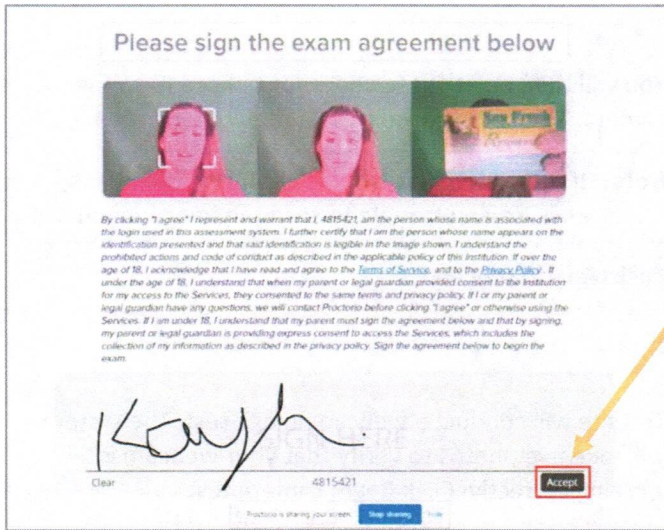 Please sign the exam agreement below
By clicking "I agree" I represent and warrant that I, 4815421, am the person whose name is associated with
the login used in this assessment system. I further certify that I am the person whose name appears on the
identification presented and that said identification is legible in the image shown. I understand the
prohibited actions and code of conduct as described in the applicable policy of this institution. If over the
age of 18, I acknowledge that I have read and agree to the Terms of Service, and to the Privacy Policy. If
under the age of 18, I understand that when my parent or legal guardian provided consent to the Institution
for my access to the Services, they consented to the same terms and privacy policy. If I or my parent or
legal guardian have any questions, we will contact Proctorio before clicking "I agree" or otherwise using the
Services. If I am under 18, I understand that my parent must sign the agreement below and that by signing,
my parent or legal guardian is providing express consent to access the Services, which includes the
collection of my information as described in the privacy policy. Sign the agreement below to begin the
exam.
Clear 4815421 Accept
Proctorio is sharing your screen. Stop sharing Hide